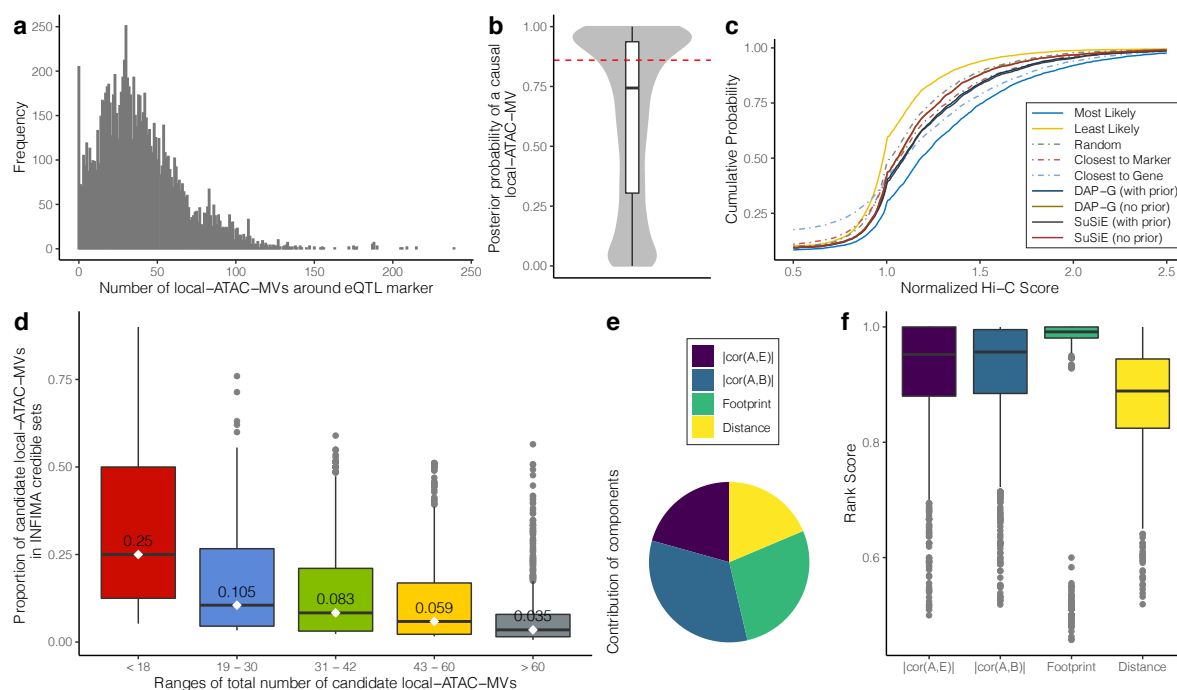 a
250
200
150
100
50
0
Frequency
0
50
100
150
200
250
Number of local−ATAC−MVs around eQTL marker
b
1.00
0.75
0.50
0.25
0.00
Posterior probability of a causal
local−ATAC−MV
c
1.00
0.75
0.50
0.25
Cumulative Probability
Most Likely
Least Likely
Random
Closest to Marker
Closest to Gene
DAP−G (with prior)
DAP−G (no prior)
SuSiE (with prior)
SuSiE (no prior)
0.5
1.0
1.5
2.0
2.5
Normalized Hi−C Score
d
0.75
0.50
0.25
0.00
Proportion of candidate local−ATAC−MVs
in INFIMA credible sets
0.25
0.105
0.083
0.059
0.035
< 18
19 − 30
31 − 42
43 − 60
> 60
Ranges of total number of candidate local−ATAC−MVs
e
|cor(A,E)|
|cor(A,B)|
Footprint
Distance
Contribution of components
f
1.0
0.8
0.6
Rank Score
|cor(A,E)|
|cor(A,B)|
Footprint
Distance